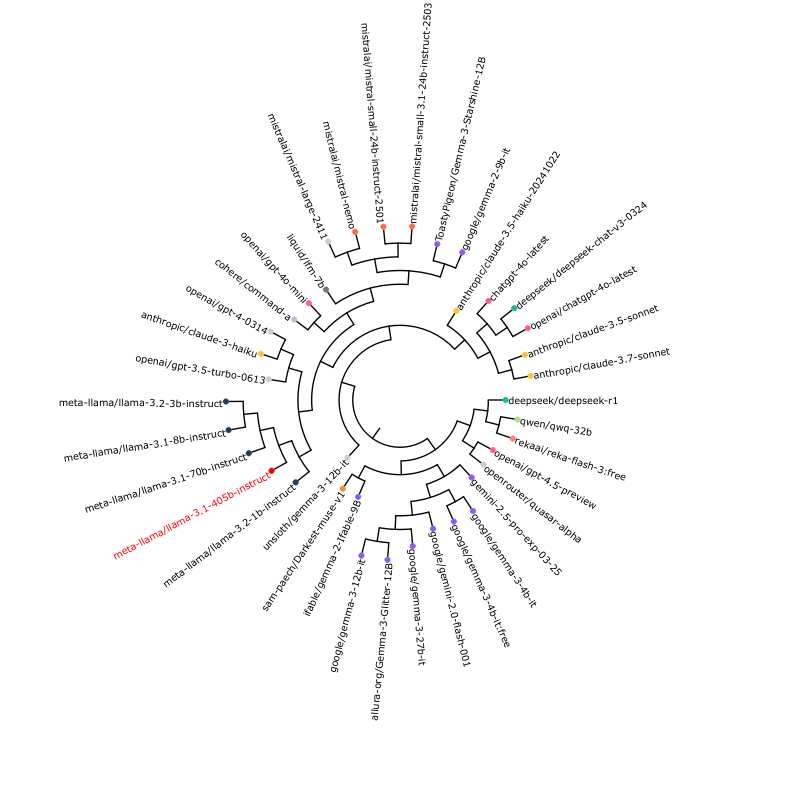 mistralai/mistral-small-3.1-24b-instruct-2503
ToastyPigeon/Gemma-3-Starshine-12B
google/gemma-2-9b-it
anthropic/claude-3.5-haiku-20241022
chatgpt-4o-latest
deepseek/deepseek-chat-v3-0324
openai/chatgpt-4o-latest
anthropic/claude-3.5-sonnet
anthropic/claude-3.7-sonnet
deepseek/deepseek-r1
qwen/qwq-32b
rekaai/reka-flash-3:free
openai/gpt-4.5-preview
openrouter/quasar-alpha
gemini-2.5-pro-exp-03-25
google/gemma-3-4b-it
google/gemma-3-4b-it:free
google/gemini-2.0-flash-001
google/gemma-3-27b-it
allura-org/Gemma-3-Glitter-12B
google/gemma-3-12b-it
ifable/gemma-2-Ifable-9B
sam-paech/Darkest-muse-v1
unsloth/gemma-3-12b-it
meta-llama/llama-3.2-1b-instruct
meta-llama/llama-3.1-405b-instruct
meta-llama/llama-3.1-70b-instruct
meta-llama/llama-3.1-8b-instruct
meta-llama/llama-3.2-3b-instruct
openai/gpt-3.5-turbo-0613
anthropic/claude-3-haiku
openai/gpt-4-0314
cohere/command-a
openai/gpt-4o-mini
liquid/lfm-7b
mistralai/mistral-large-2411
mistralai/mistral-nemo
mistralai/mistral-small-24b-instruct-2501